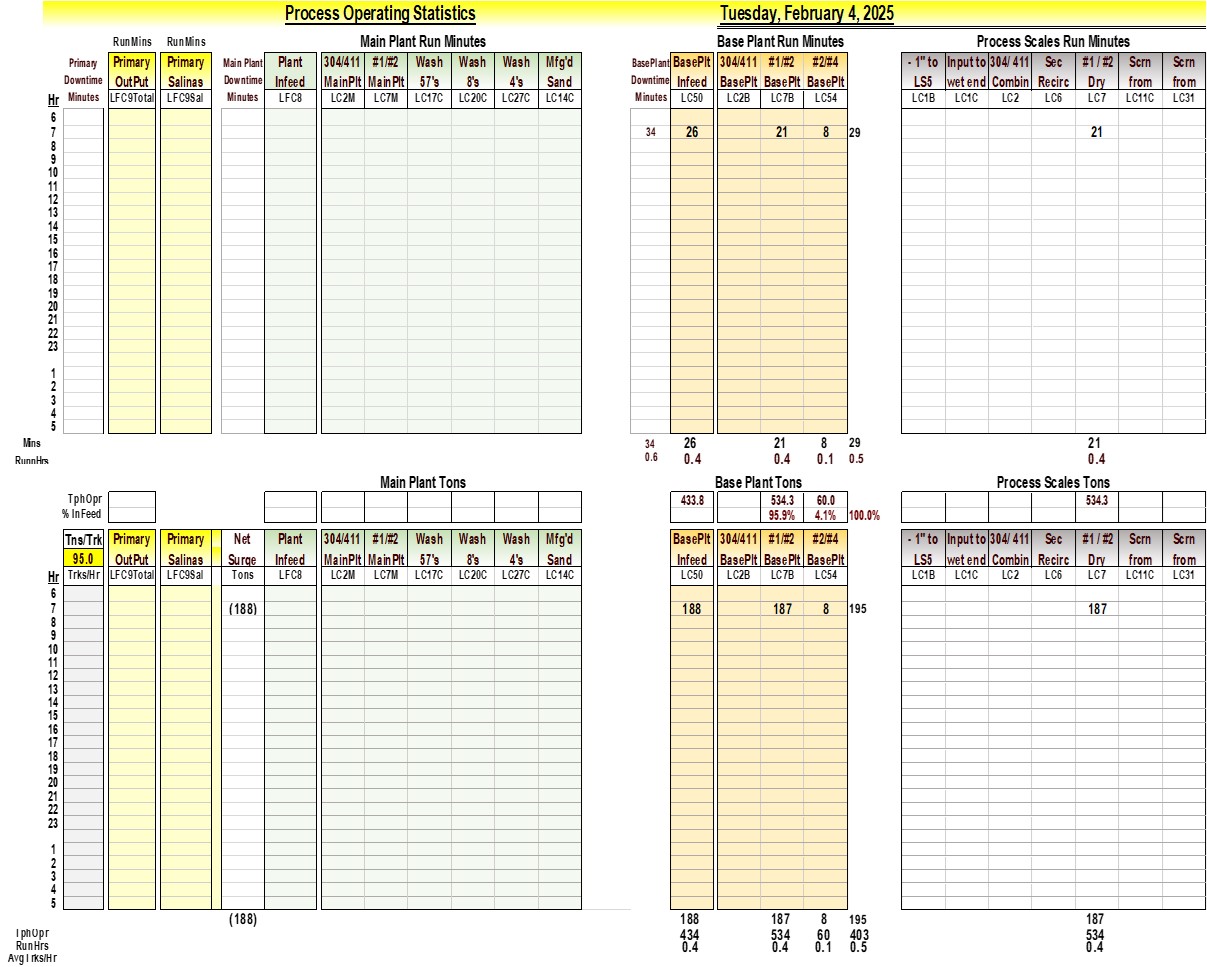 Process Operating Statistics Tuesday, February 4, 2025
RunMins RunMins Main Plant Run Minutes Base Plant Run Minutes Process Scales Run Minutes
Primary Primary Primary Main Plant Plant 304/411 #1/#2 Wash Wash Wash Mfg'd BasePlant BasePlt 304/411 #1/#2 #2/#4 - 1" to Input to 304/ 411 Sec #1 / #2 Scrn Scrn
Downtime OutPut Salinas Downtime Infeed MainPlt MainPlt 57's 8's 4's Sand Downtime Infeed BasePlt BasePlt BasePlt LS5 wet end Combin Recirc Dry from from
Hr Minutes LFC9Total LFC9Sal Minutes LFC8 LC2M LC7M LC17C LC20C LC27C LC14C Minutes LC50 LC2B LC7B LC54 LC1B LC1C LC2 LC6 LC7 LC11C LC31
6
7 34 26 21 8 29 21
8
9
10
11
12
13
14
15
16
17
18
19
20
21
22
23
1
2
3
4
5
Mins 34 26 21 8 29 21
RunnHrs 0.6 0.4 0.4 0.1 0.5 0.4
Main Plant Tons Base Plant Tons Process Scales Tons
TphOpr 433.8 534.3 60.0 534.3
% InFeed 95.9% 4.1% 100.0%
Tns/Trk Primary Primary Net Plant 304/411 #1/#2 Wash Wash Wash Mfg'd BasePlt 304/411 #1/#2 #2/#4 - 1" to Input to 304/ 411 Sec #1 / #2 Scrn Scrn
95.0 OutPut Salinas Surge Infeed MainPlt MainPlt 57's 8's 4's Sand Infeed BasePlt BasePlt BasePlt LS5 wet end Combin Recirc Dry from from
Hr Trks/Hr LFC9Total LFC9Sal Tons LFC8 LC2M LC7M LC17C LC20C LC27C LC14C LC50 LC2B LC7B LC54 LC1B LC1C LC2 LC6 LC7 LC11C LC31
6
7 (188) 188 187 8 195 187
8
9
10
11
12
13
14
15
16
17
18
19
20
21
22
23
1
2
3
4
5
(188) 188 187 8 195 187
TphOpr 434 534 60 403 534
RunHrs 0.4 0.4 0.1 0.5 0.4
AvgTrks/Hr